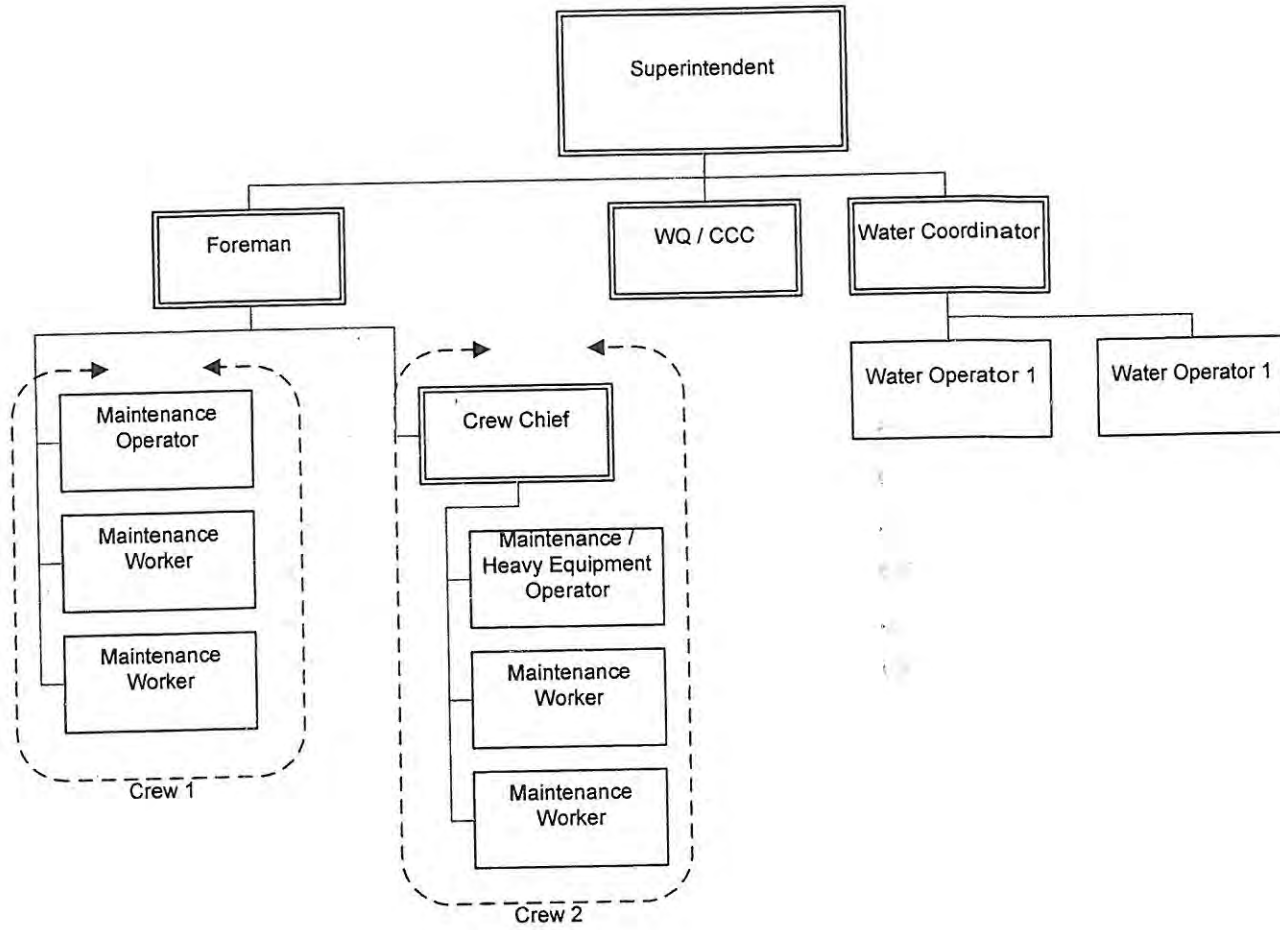 Superintendent
Foreman
WQ / CCC
Water Coordinator
Water Operator 1
Water Operator 1
Maintenance
Operator
Maintenance
Worker
Maintenance
Worker
Crew 1
Crew Chief
Maintenance /
Heavy Equipment
Operator
Maintenance
Worker
Maintenance
Worker
Crew 2